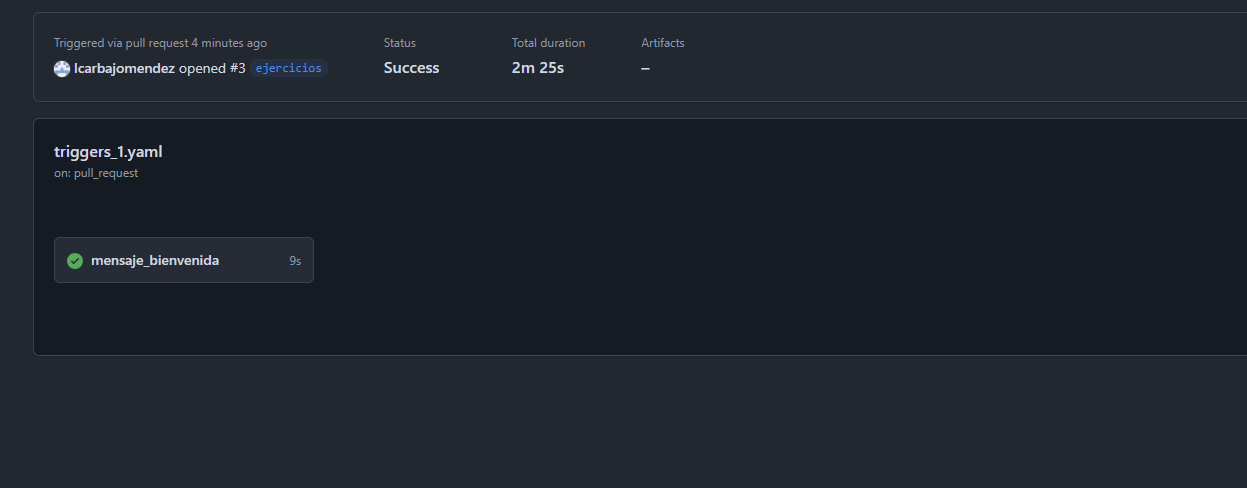 Triggered via pull request 4 minutes ago
lcarbajomendez opened #3 ejercicios
Status
Success
Total duration
2m 25s
Artifacts
–
triggers_1.yaml
on: pull_request
mensaje_bienvenida 9s